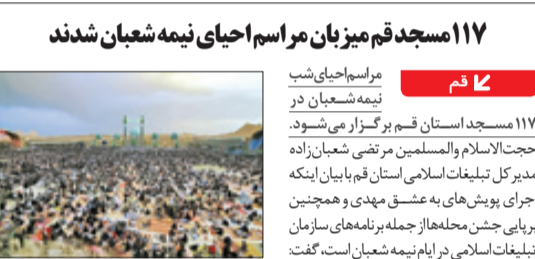 ۱۱۷ مسجد قم میزبان مراسم احیای نیمه شعبان شدند
قم
مراسم احیای شب
نیمه شعبان در
۱۱۷ مسجد استان قم برگزار می‌شود.
حجت‌الاسلام والمسلمین مرتضی شعبان‌زاده
مدیرکل تبلیغات اسلامی استان قم با بیان اینکه
اجرای پویش‌های به عشق مهدی و همچنین
برپایی جشن محله‌ها از جمله برنامه‌های سازمان
تبلیغات اسلامی در ایام نیمه شعبان است، گفت: